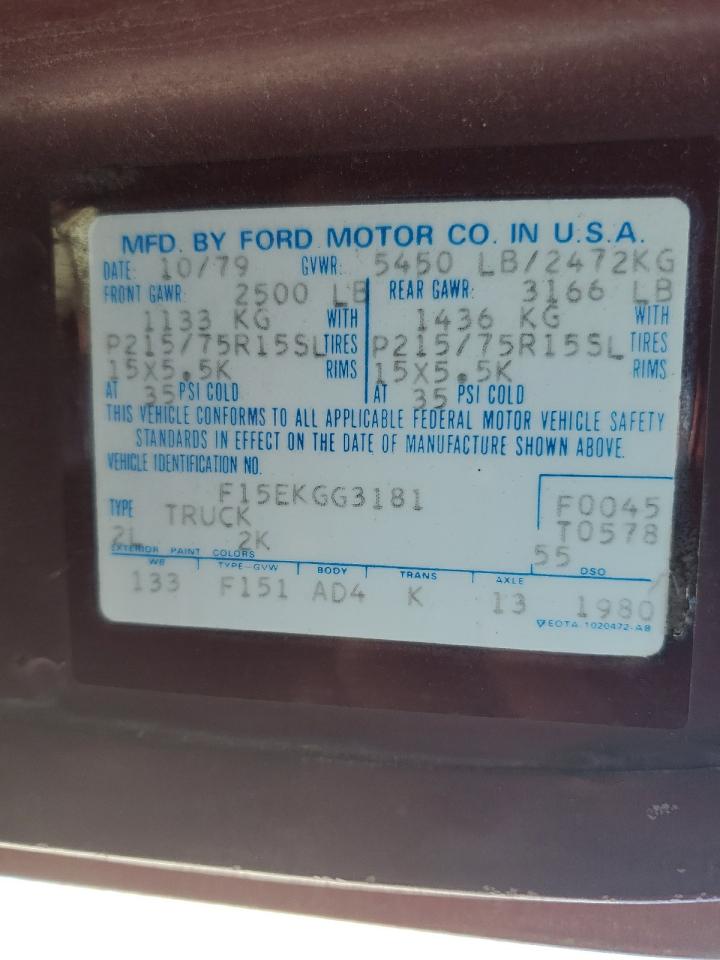 MFD. BY FORD MOTOR CO. IN U.S.A.
DATE: 10/79 GVWR: 5450 LB/2472KG
FRONT GAWR: 2500 LB REAR GAWR: 3166 LB
1133 KG WITH 1436 KG WITH
P215/75R15SL TIRES P215/75R15SL TIRES
15X5.5K RIMS 15X5.5K RIMS
AT 35 PSI COLD AT 35 PSI COLD
THIS VEHICLE CONFORMS TO ALL APPLICABLE FEDERAL MOTOR VEHICLE SAFETY
STANDARDS IN EFFECT ON THE DATE OF MANUFACTURE SHOWN ABOVE.
VEHICLE IDENTIFICATION NO.
F15EKGG3181 F0045
TYPE TRUCK T0578
2L 2K 55
EXTERIOR PAINT COLORS DSO
WB TYPE-GVW BODY TRANS AXLE
133 F151 AD4 K 13 1980
EOTA 1020472-AB